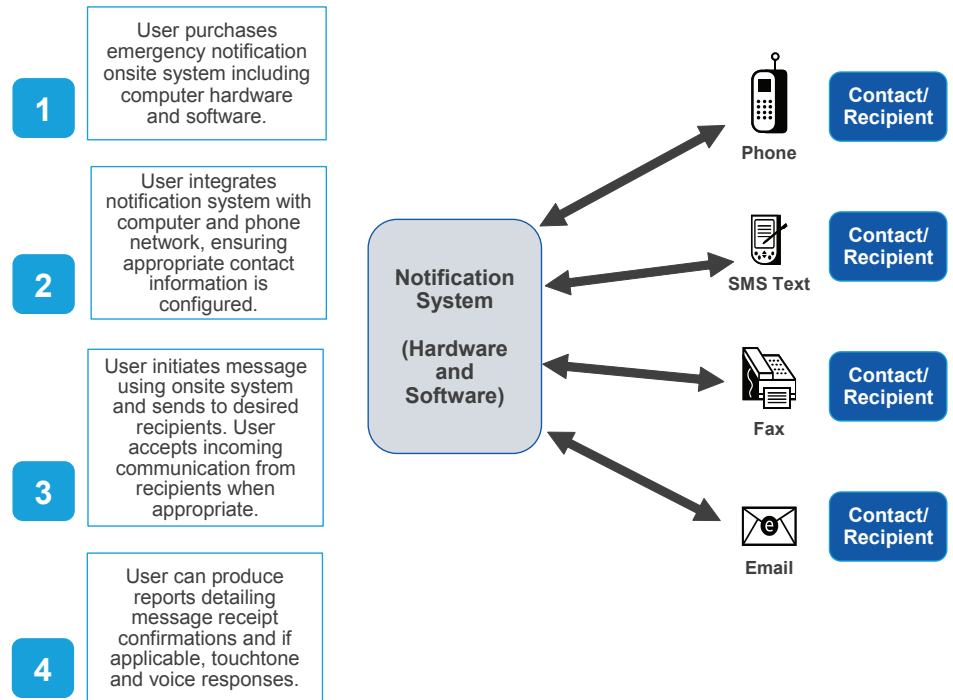 1
User purchases
emergency notification
onsite system including
computer hardware
and software.
2
User integrates
notification system with
computer and phone
network, ensuring
appropriate contact
information is
configured.
3
User initiates message
using onsite system
and sends to desired
recipients. User
accepts incoming
communication from
recipients when
appropriate.
4
User can produce
reports detailing
message receipt
confirmations and if
applicable, touchtone
and voice responses.
Notification
System
(Hardware
and
Software)
Phone
Contact/
Recipient
SMS Text
Contact/
Recipient
Fax
Contact/
Recipient
e
Email
Contact/
Recipient